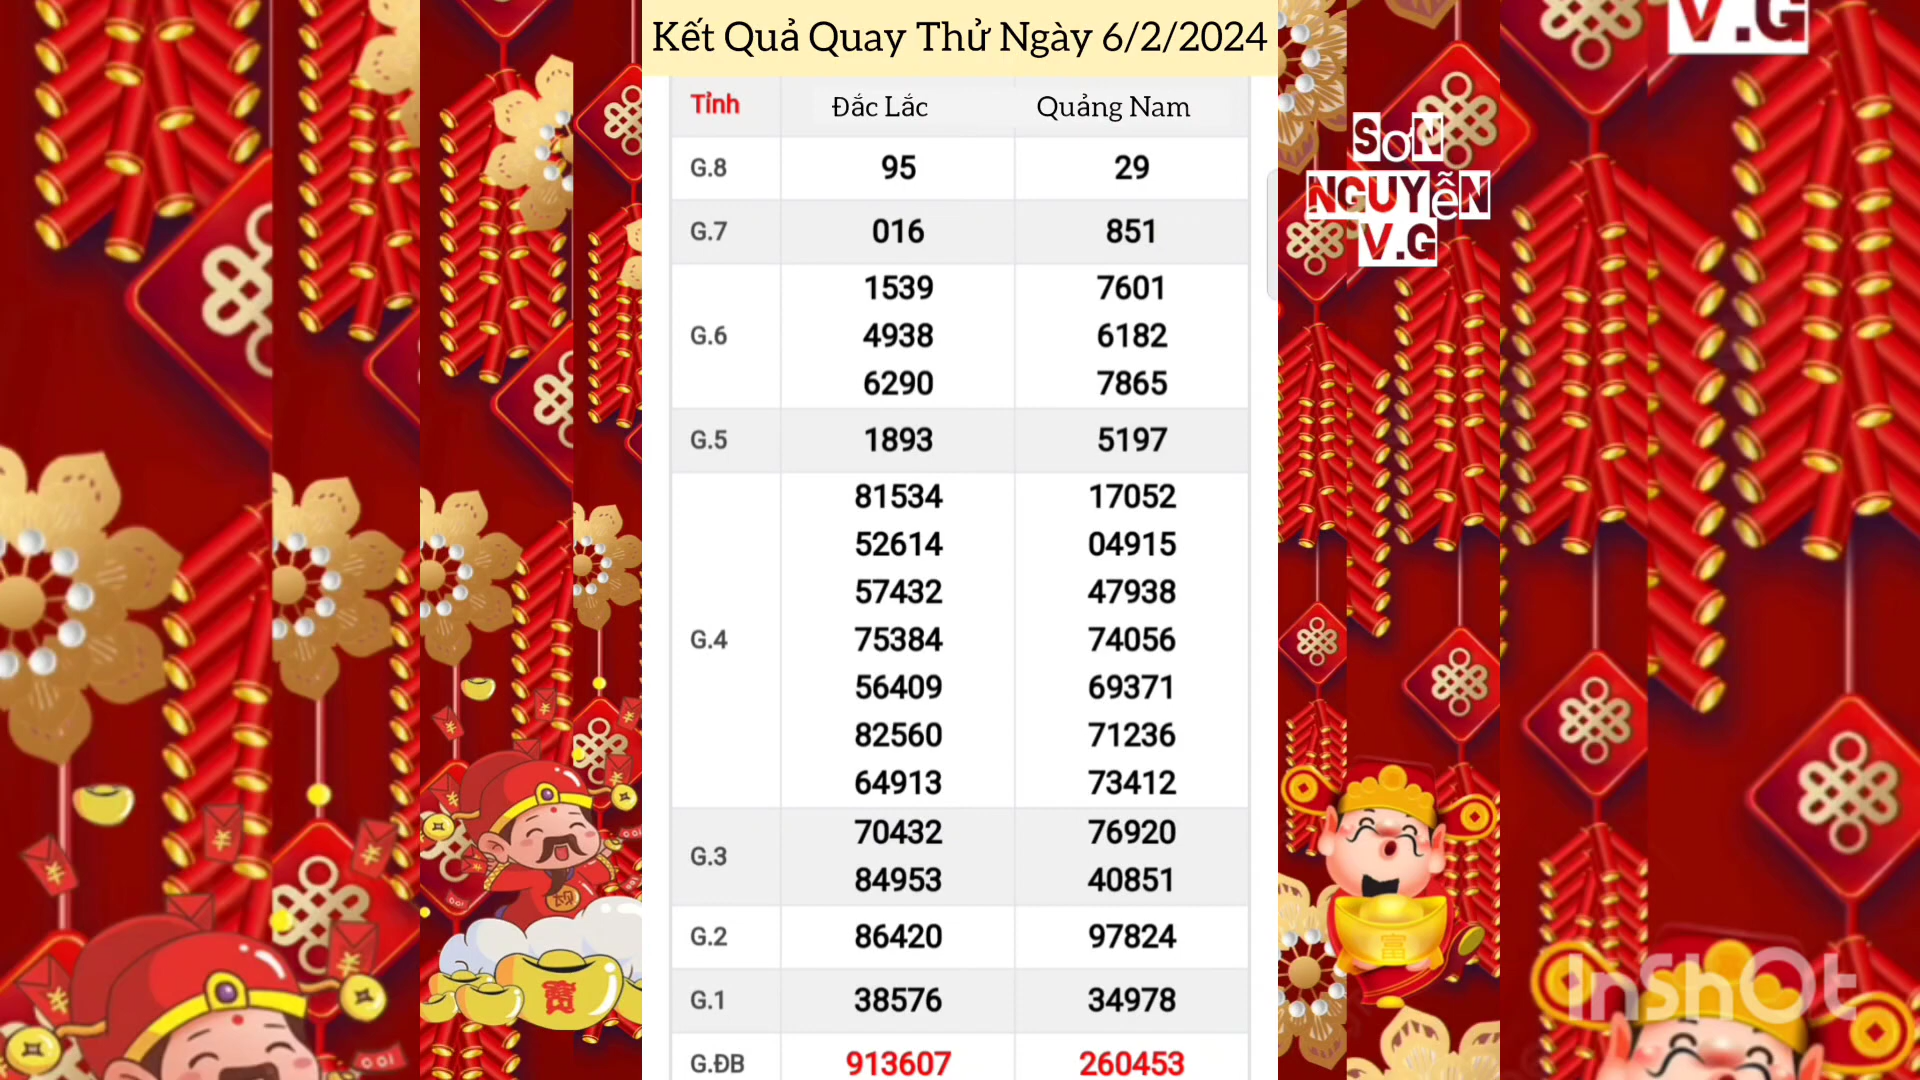 Kết Quả Quay Thử Ngày 6/2/2024
Tỉnh Đắc Lắc Quảng Nam
G.8 95 29
G.7 016 851
G.6 1539 7601
4938 6182
6290 7865
G.5 1893 5197
G.4 81534 17052
52614 04915
57432 47938
75384 74056
56409 69371
82560 71236
64913 73412
G.3 70432 76920
84953 40851
G.2 86420 97824
G.1 38576 34978
G.ĐB 913607 260453
V.G
SơN
NGUYễN
V.G
InShOt
寳
富